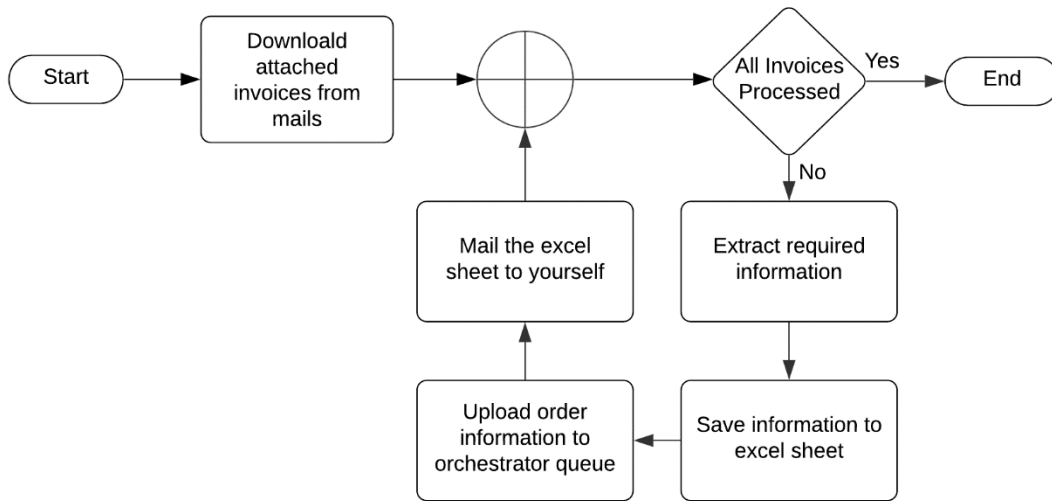 Start
Downloald
attached
invoices from
mails
All Invoices
Processed
Yes
End
No
Mail the excel
sheet to yourself
Extract required
information
Upload order
information to
orchestrator queue
Save information to
excel sheet